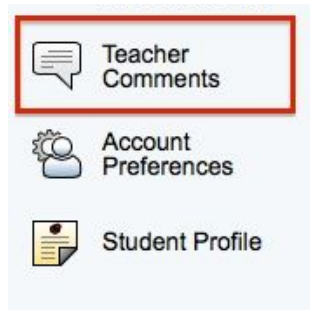 Teacher
Comments
Account
Preferences
Student Profile